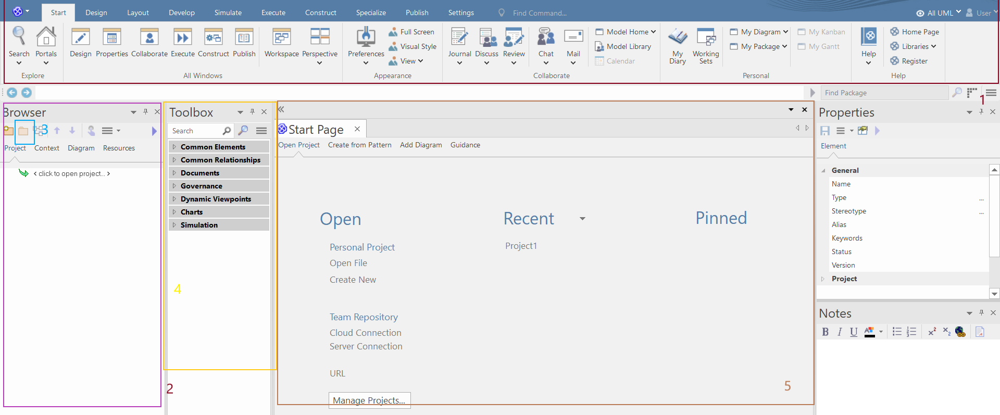 Start Design Layout Develop Simulate Execute Construct Specialize Publish Settings Find Command... All UML User
Search Portals Design Properties Collaborate Execute Construct Publish Workspace Perspective Preferences Full Screen Visual Style View Journal Discuss Review Chat Mail Model Home Model Library Calendar My Diary Working Sets My Diagram My Package My Kanban My Gantt Help Home Page Libraries Register
Explore All Windows Appearance Collaborate Personal Help
Find Package
1
Browser
3
Project Context Diagram Resources
< click to open project... >
2
Toolbox
Search
Common Elements
Common Relationships
Documents
Governance
Dynamic Viewpoints
Charts
Simulation
4
Start Page
Open Project Create from Pattern Add Diagram Guidance
Open
Personal Project
Open File
Create New
Team Repository
Cloud Connection
Server Connection
URL
Manage Projects...
Recent
Project1
Pinned
5
Properties
Element
General
Name
Type ...
Stereotype ...
Alias
Keywords
Status
Version
Project
Notes
B I U A x² x₂